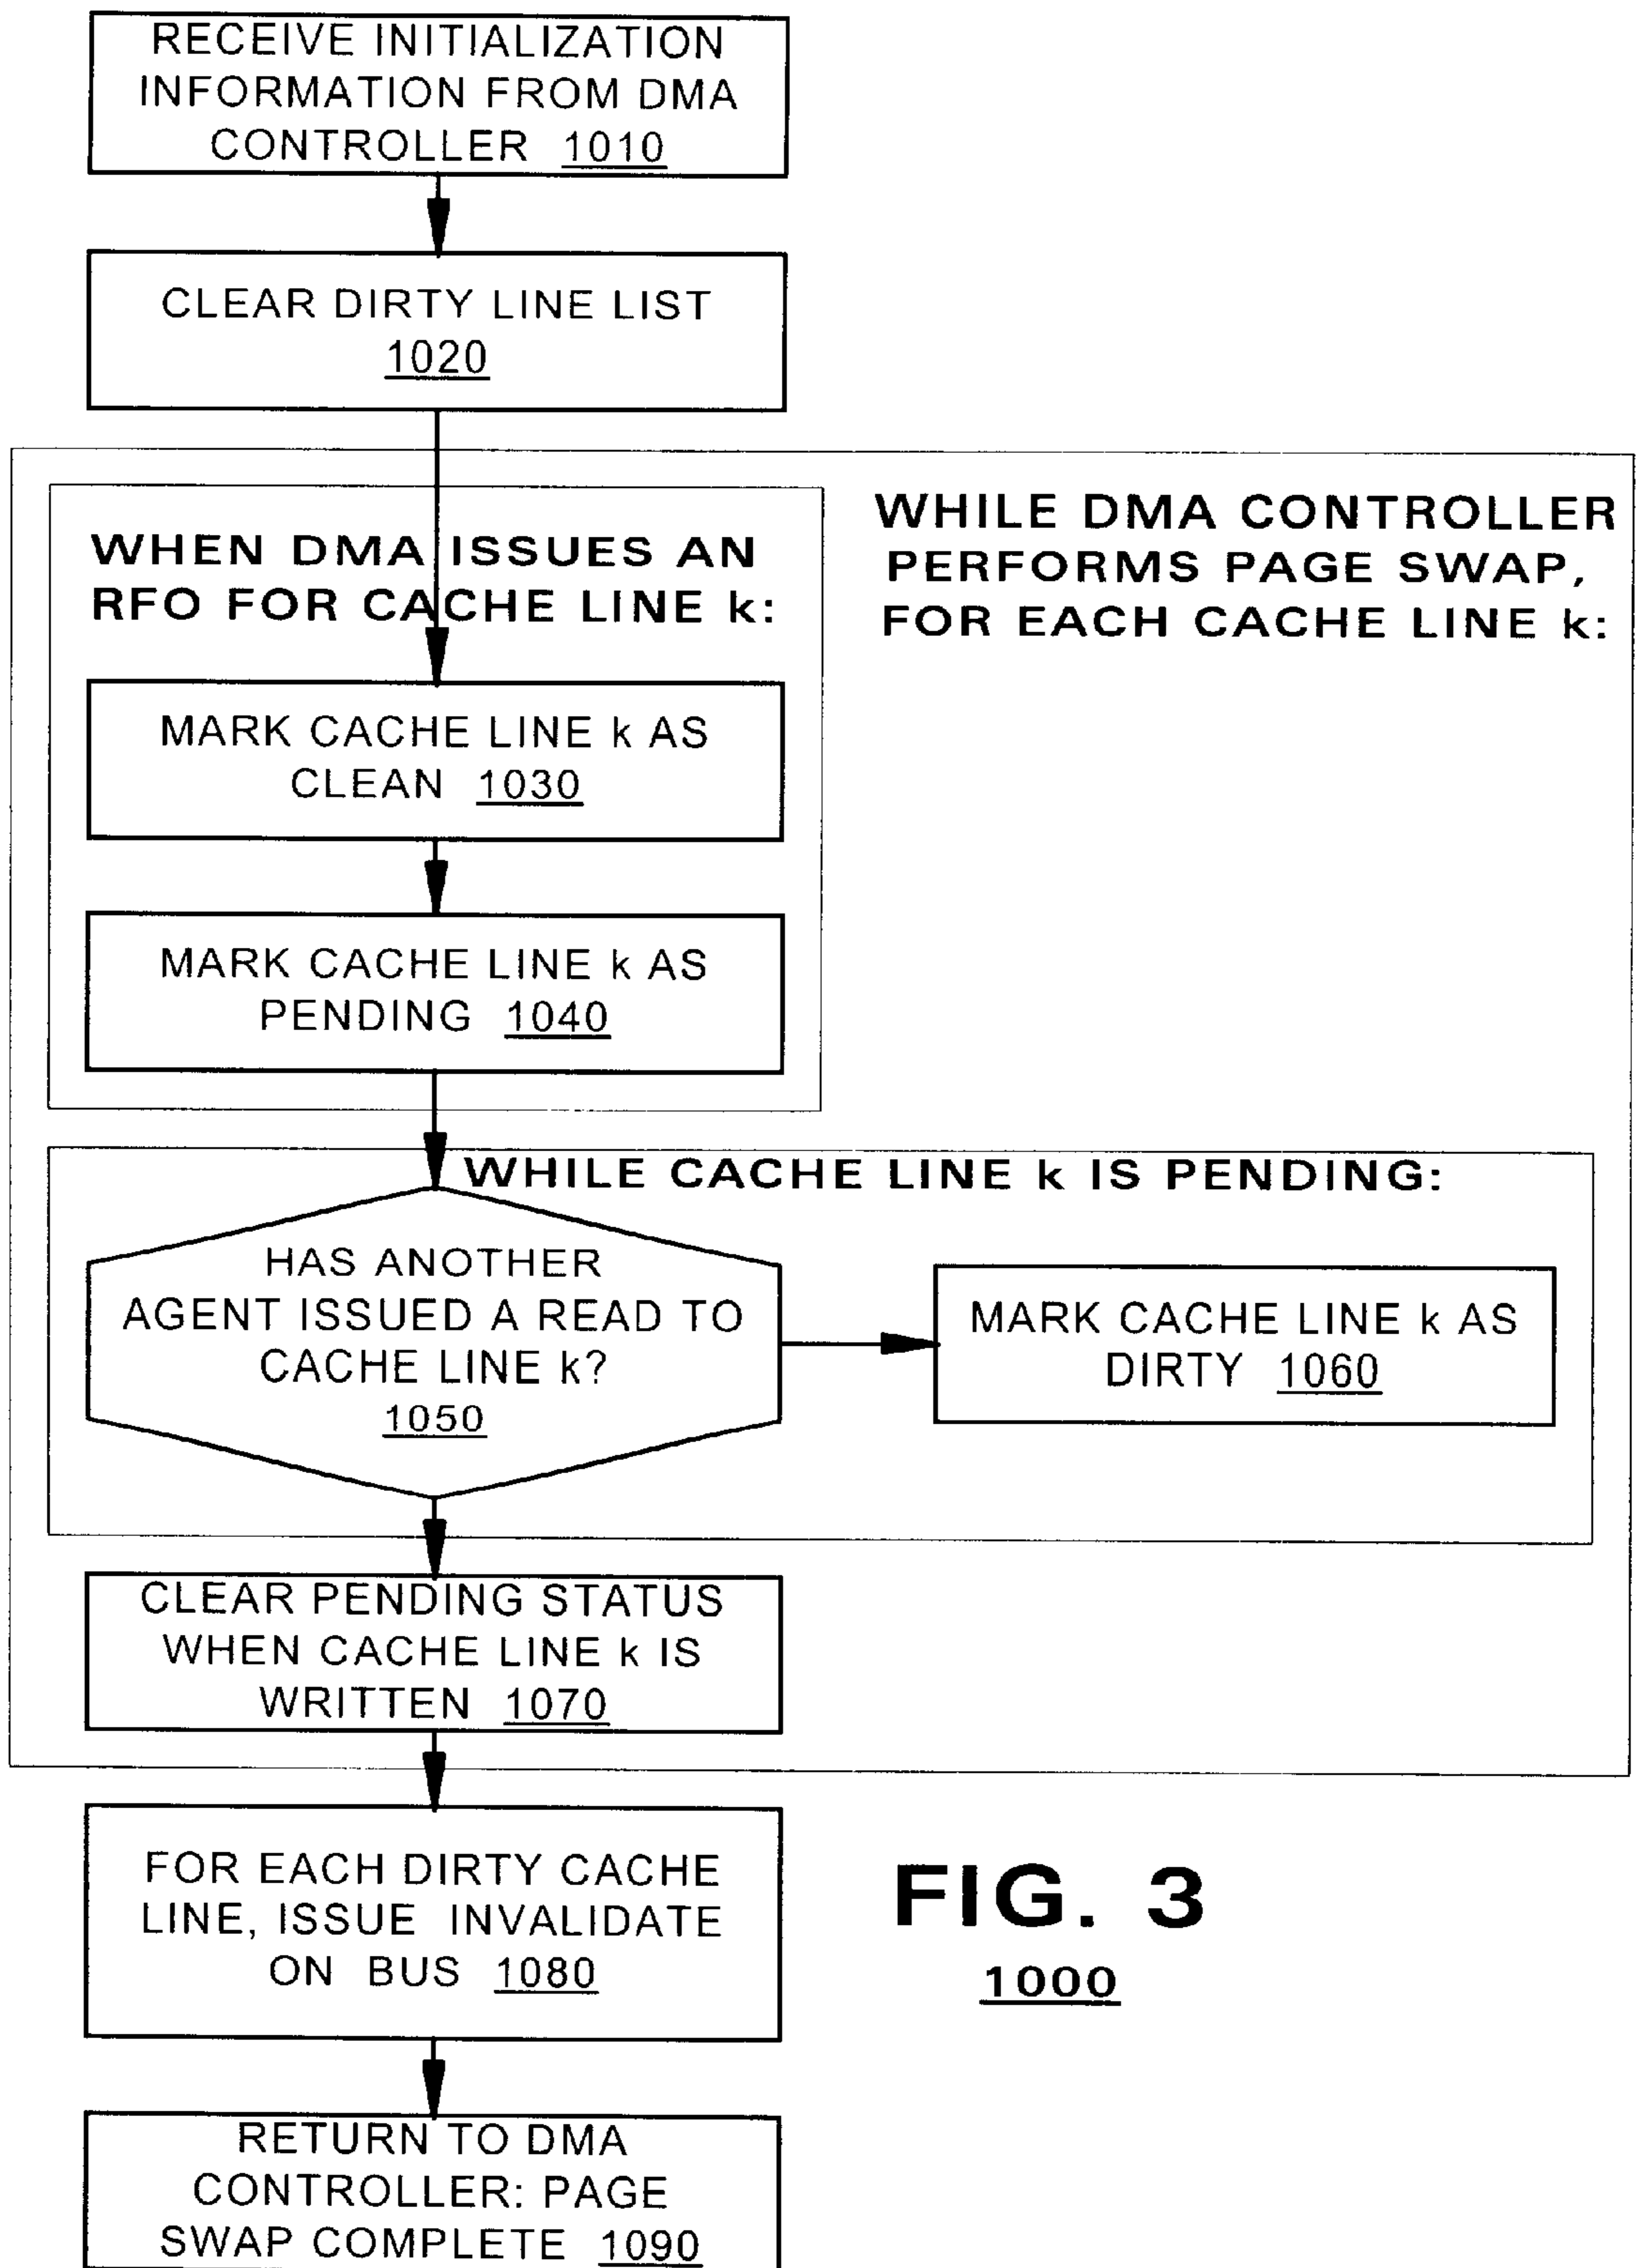 RECEIVE INITIALIZATION
INFORMATION FROM DMA
CONTROLLER 1010
CLEAR DIRTY LINE LIST
1020
WHILE DMA CONTROLLER
PERFORMS PAGE SWAP,
FOR EACH CACHE LINE k:
WHEN DMA ISSUES AN
RFO FOR CACHE LINE k:
MARK CACHE LINE k AS
CLEAN 1030
MARK CACHE LINE k AS
PENDING 1040
WHILE CACHE LINE k IS PENDING:
HAS ANOTHER
AGENT ISSUED A READ TO
CACHE LINE k?
1050
MARK CACHE LINE k AS
DIRTY 1060
CLEAR PENDING STATUS
WHEN CACHE LINE k IS
WRITTEN 1070
FOR EACH DIRTY CACHE
LINE, ISSUE INVALIDATE
ON BUS 1080
RETURN TO DMA
CONTROLLER: PAGE
SWAP COMPLETE 1090
FIG. 3
1000